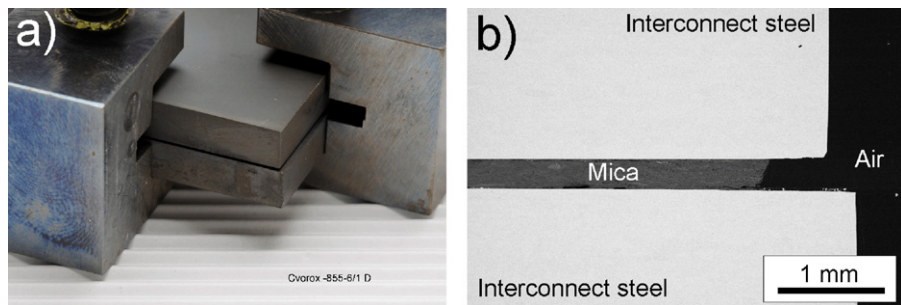 a)
Cvorox -855-6/1 D
b)
Interconnect steel
Air
Mica
Interconnect steel
1 mm